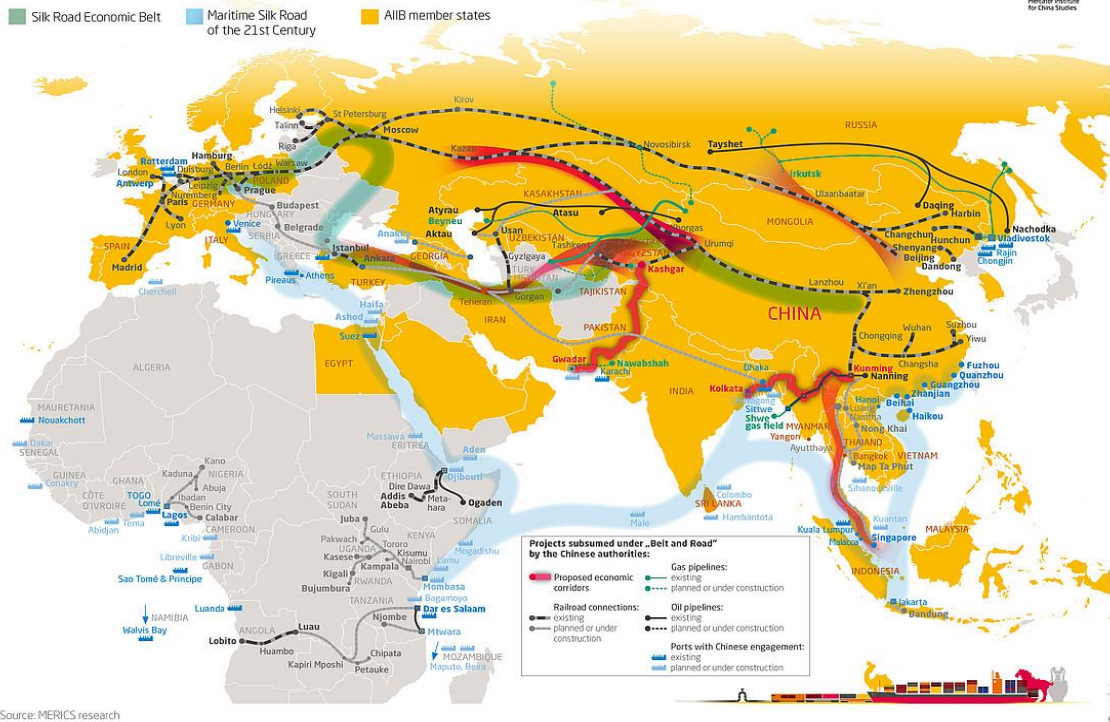 Mercator Institute
for China Studies
Silk Road Economic Belt
Maritime Silk Road
of the 21st Century
AIIB member states
Helsinki
St Petersburg
Talinn
Riga
Kirov
Moscow
Kazan
Novosibirsk
Tayshet
RUSSIA
Irkutsk
Ulaanbaatar
MONGOLIA
Daqing
Harbin
Changchun
Hunchun
Shenyang
Beijing
Dandong
Nachodka
Vladivostok
Rajin
Chongjin
Rotterdam
London
Antwerp
Hamburg
Duisburg
Berlin
Łódź
Warsaw
POLAND
Leipzig
Prague
Nuremberg
GERMANY
Paris
Lyon
Budapest
HUNGARY
Belgrade
SERBIA
Venice
ITALY
SPAIN
Madrid
GREECE
Istanbul
Athens
Pireaus
Ankara
TURKEY
Anaklia
GEORGIA
Atyrau
Beyneu
Aktau
KASAKHSTAN
Atasu
Usan
UZBEKISTAN
Gyzlgaya
Tashkent
Khorgas
Urumqi
Kashgar
TAJIKISTAN
Teheran
Gorgan
IRAN
PAKISTAN
Gwadar
Nawabshah
Karachi
Lanzhou
Xi'an
Zhengzhou
CHINA
Chongqing
Wuhan
Suzhou
Yiwu
Changsha
Fuzhou
Quanzhou
Guangzhou
Zhanjian
Beihai
Haikou
Kunming
Nanning
Hanoi
Luang
Namtha
Nong Khai
THAILAND
VIETNAM
Bangkok
Map Ta Phut
Sihanoukville
Ayutthaya
Yangon
MYANMAR
Dhaka
Kolkata
Sittwe
Shwe
gas field
INDIA
SRI LANKA
Colombo
Hambantota
Malé
Kuantan
Kuala Lumpur
Malacca
Singapore
MALAYSIA
INDONESIA
Jakarta
Bandung
Cherchell
Haifa
Ashod
Suez
EGYPT
ALGERIA
MAURETANIA
Nouakchott
Dakar
SENEGAL
GUINEA
Conakry
CÔTE
D'IVOIRE
Abidjan
GHANA
Tema
TOGO
Lomé
Lagos
Kano
Kaduna
NIGERIA
Abuja
Ibadan
Benin City
Calabar
CAMEROON
Kribi
Libreville
GABON
Sao Tomé & Principe
Luanda
NAMIBIA
Walvis Bay
Lobito
ANGOLA
Luau
Huambo
Kapiri Mposhi
Chipata
Petauke
Massawa
ERITREA
Aden
Djibouti
ETHIOPIA
Dire Dawa
Addis
Abeba
Meta-
hara
Ogaden
SOMALIA
SOUTH
SUDAN
Juba
Gulu
Pakwach
UGANDA
Tororo
KENYA
Kasese
Kisumu
Kampala
Nairobi
Lamu
Mogadishu
Kigali
RWANDA
Bujumbura
Mombasa
Bagamoyo
TANZANIA
Dar es Salaam
Njombe
Mtwara
MOZAMBIQUE
Maputo, Beira
Projects subsumed under „Belt and Road"
by the Chinese authorities:
Proposed economic
corridors
Railroad connections:
existing
planned or under
construction
Gas pipelines:
existing
planned or under construction
Oil pipelines:
existing
planned or under construction
Ports with Chinese engagement:
existing
planned or under construction
Source: MERICS research